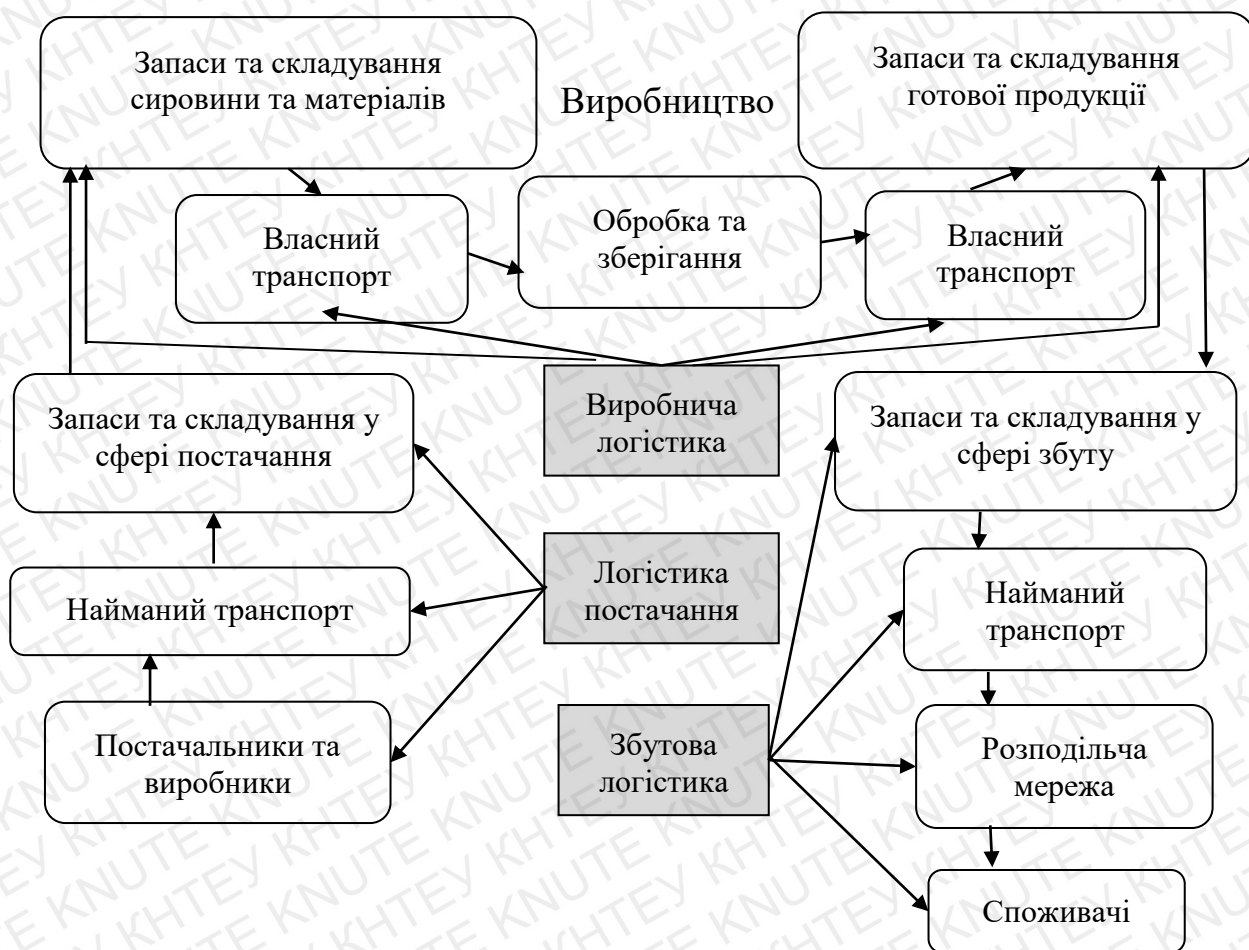 Запаси та складування
сировини та матеріалів
Виробництво
Запаси та складування
готової продукції
Власний
транспорт
Обробка та
зберігання
Власний
транспорт
Запаси та складування у
сфері постачання
Виробнича
логістика
Запаси та складування у
сфері збуту
Найманий транспорт
Логістика
постачання
Найманий
транспорт
Постачальники та
виробники
Збутова
логістика
Розподільча
мережа
Споживачі